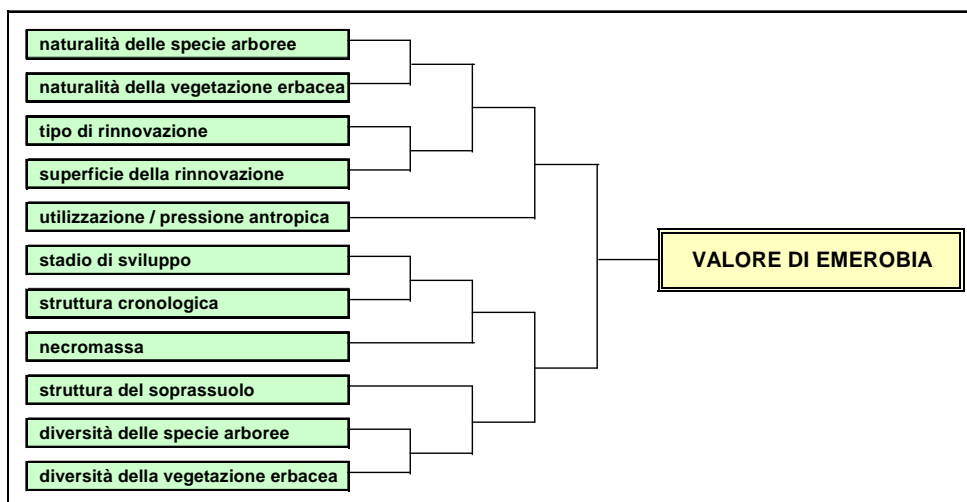 naturalità delle specie arboree
naturalità della vegetazione erbacea
tipo di rinnovazione
superficie della rinnovazione
utilizzazione / pressione antropica
stadio di sviluppo
struttura cronologica
necromassa
struttura del soprassuolo
diversità delle specie arboree
diversità della vegetazione erbacea
VALORE DI EMEROBIA